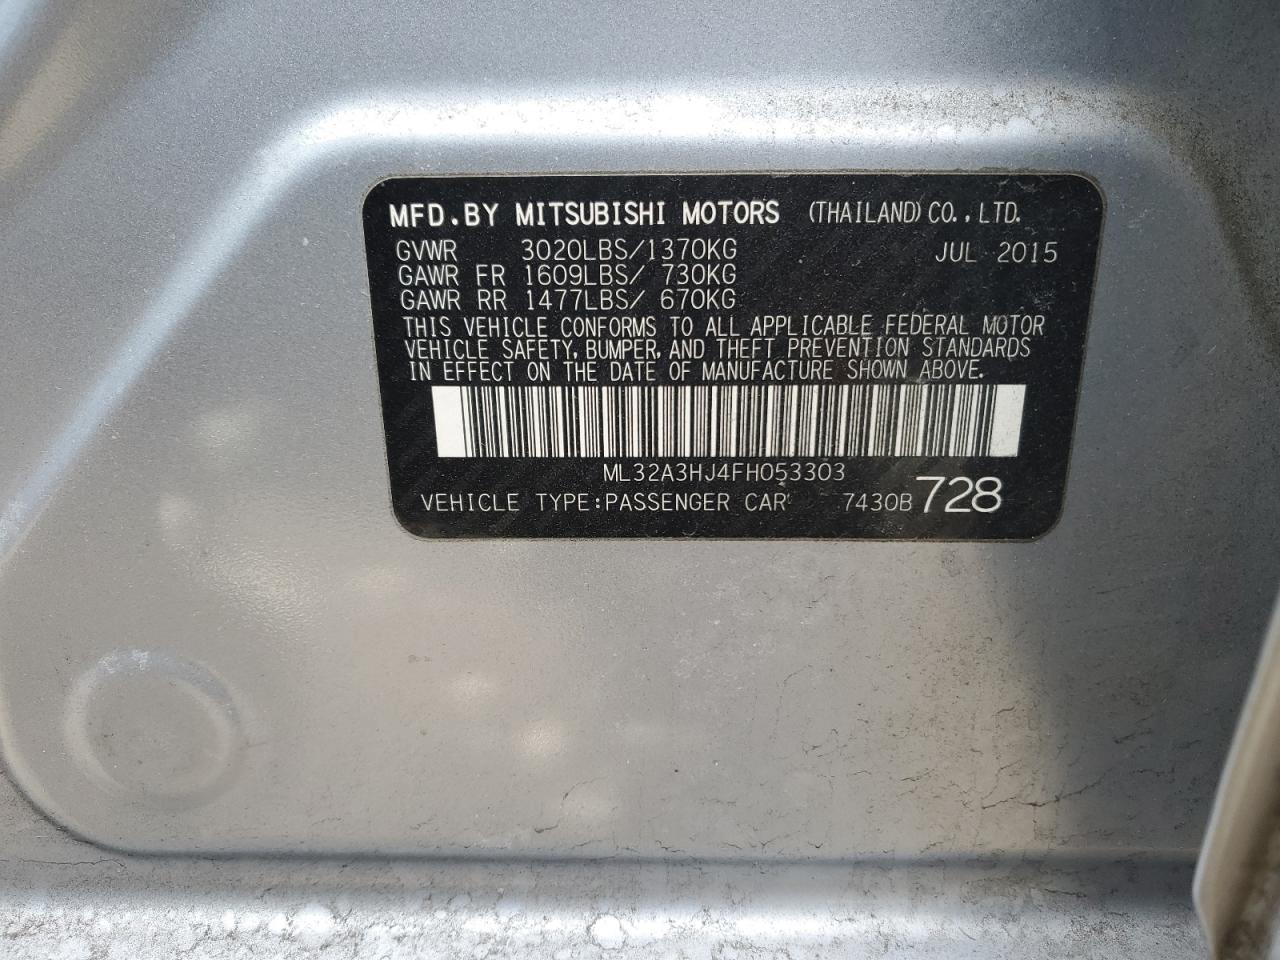 MFD.BY MITSUBISHI MOTORS (THAILAND) CO.,LTD.
GVWR 3020LBS/1370KG JUL 2015
GAWR FR 1609LBS/ 730KG
GAWR RR 1477LBS/ 670KG
THIS VEHICLE CONFORMS TO ALL APPLICABLE FEDERAL MOTOR
VEHICLE SAFETY, BUMPER, AND THEFT PREVENTION STANDARDS
IN EFFECT ON THE DATE OF MANUFACTURE SHOWN ABOVE.
ML32A3HJ4FH053303
VEHICLE TYPE:PASSENGER CAR 7430B 728